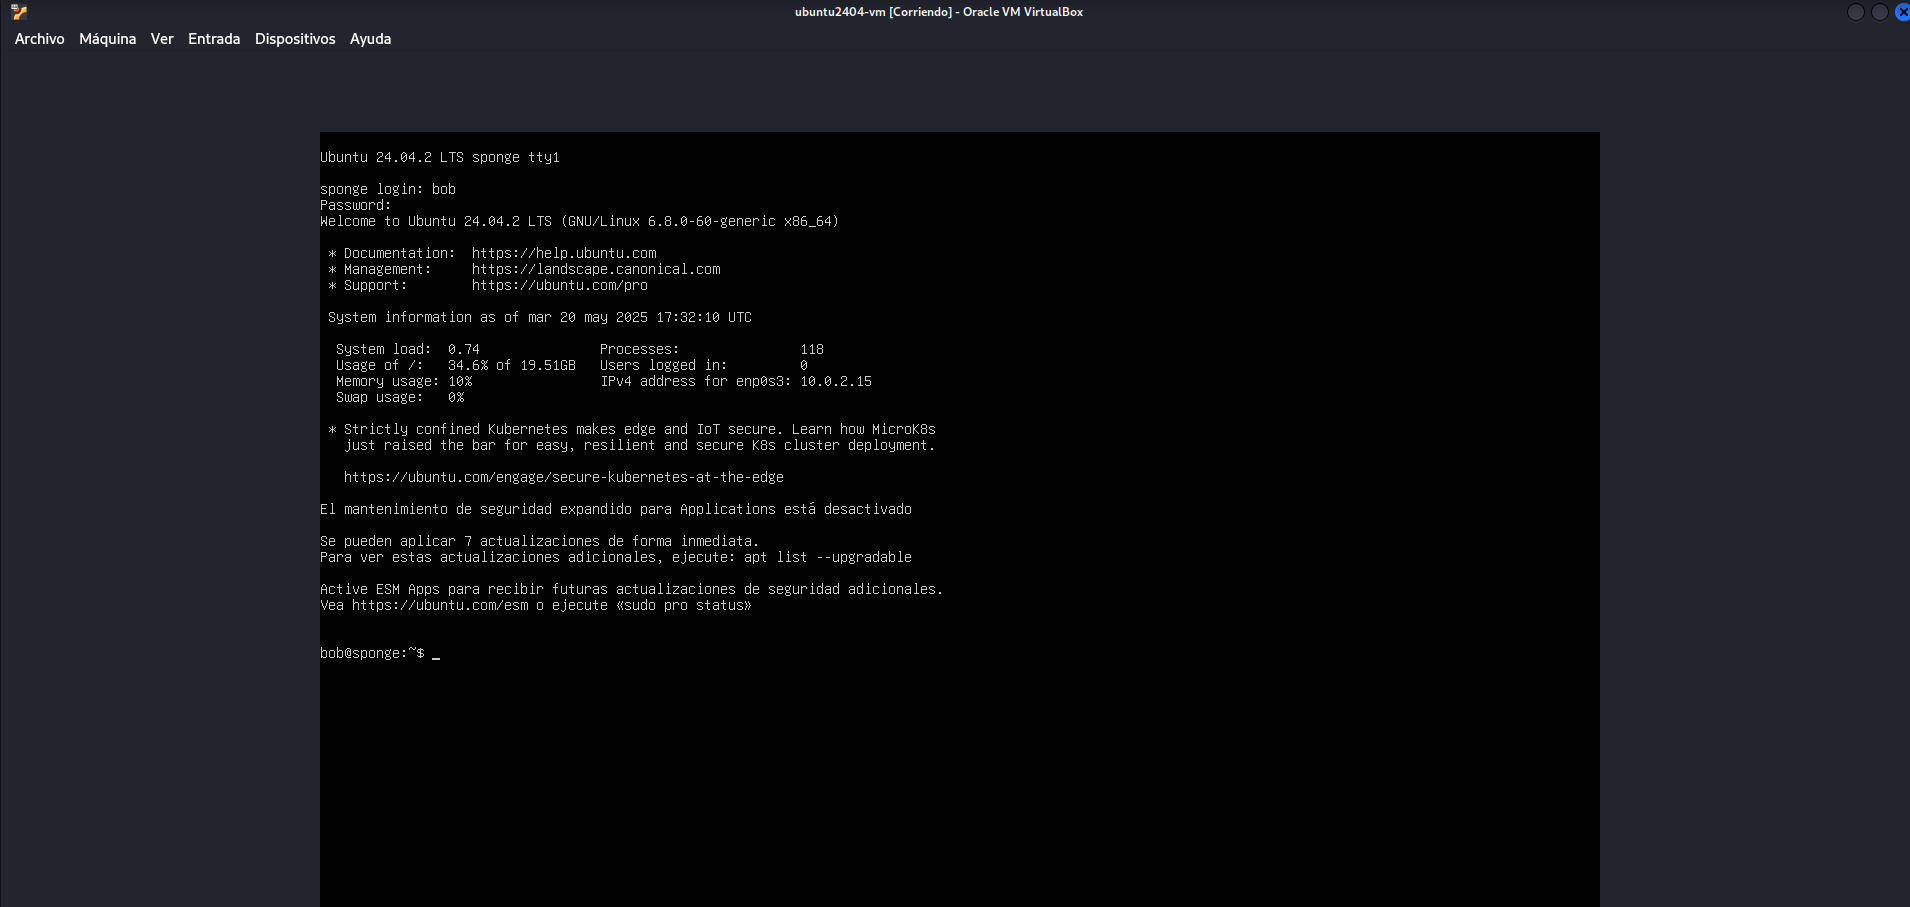 ubuntu2404-vm [Corriendo] - Oracle VM VirtualBox
Archivo Máquina Ver Entrada Dispositivos Ayuda
Ubuntu 24.04.2 LTS sponge tty1
sponge login: bob
Password:
Welcome to Ubuntu 24.04.2 LTS (GNU/Linux 6.8.0-60-generic x86_64)
* Documentation: https://help.ubuntu.com
* Management: https://landscape.canonical.com
* Support: https://ubuntu.com/pro
System information as of mar 20 may 2025 17:32:10 UTC
System load: 0.74 Processes: 118
Usage of /: 34.6% of 19.51GB Users logged in: 0
Memory usage: 10% IPv4 address for enp0s3: 10.0.2.15
Swap usage: 0%
* Strictly confined Kubernetes makes edge and IoT secure. Learn how MicroK8s
just raised the bar for easy, resilient and secure K8s cluster deployment.
https://ubuntu.com/engage/secure-kubernetes-at-the-edge
El mantenimiento de seguridad expandido para Applications está desactivado
Se pueden aplicar 7 actualizaciones de forma inmediata.
Para ver estas actualizaciones adicionales, ejecute: apt list --upgradable
Active ESM Apps para recibir futuras actualizaciones de seguridad adicionales.
Vea https://ubuntu.com/esm o ejecute «sudo pro status»
bob@sponge:~$ _